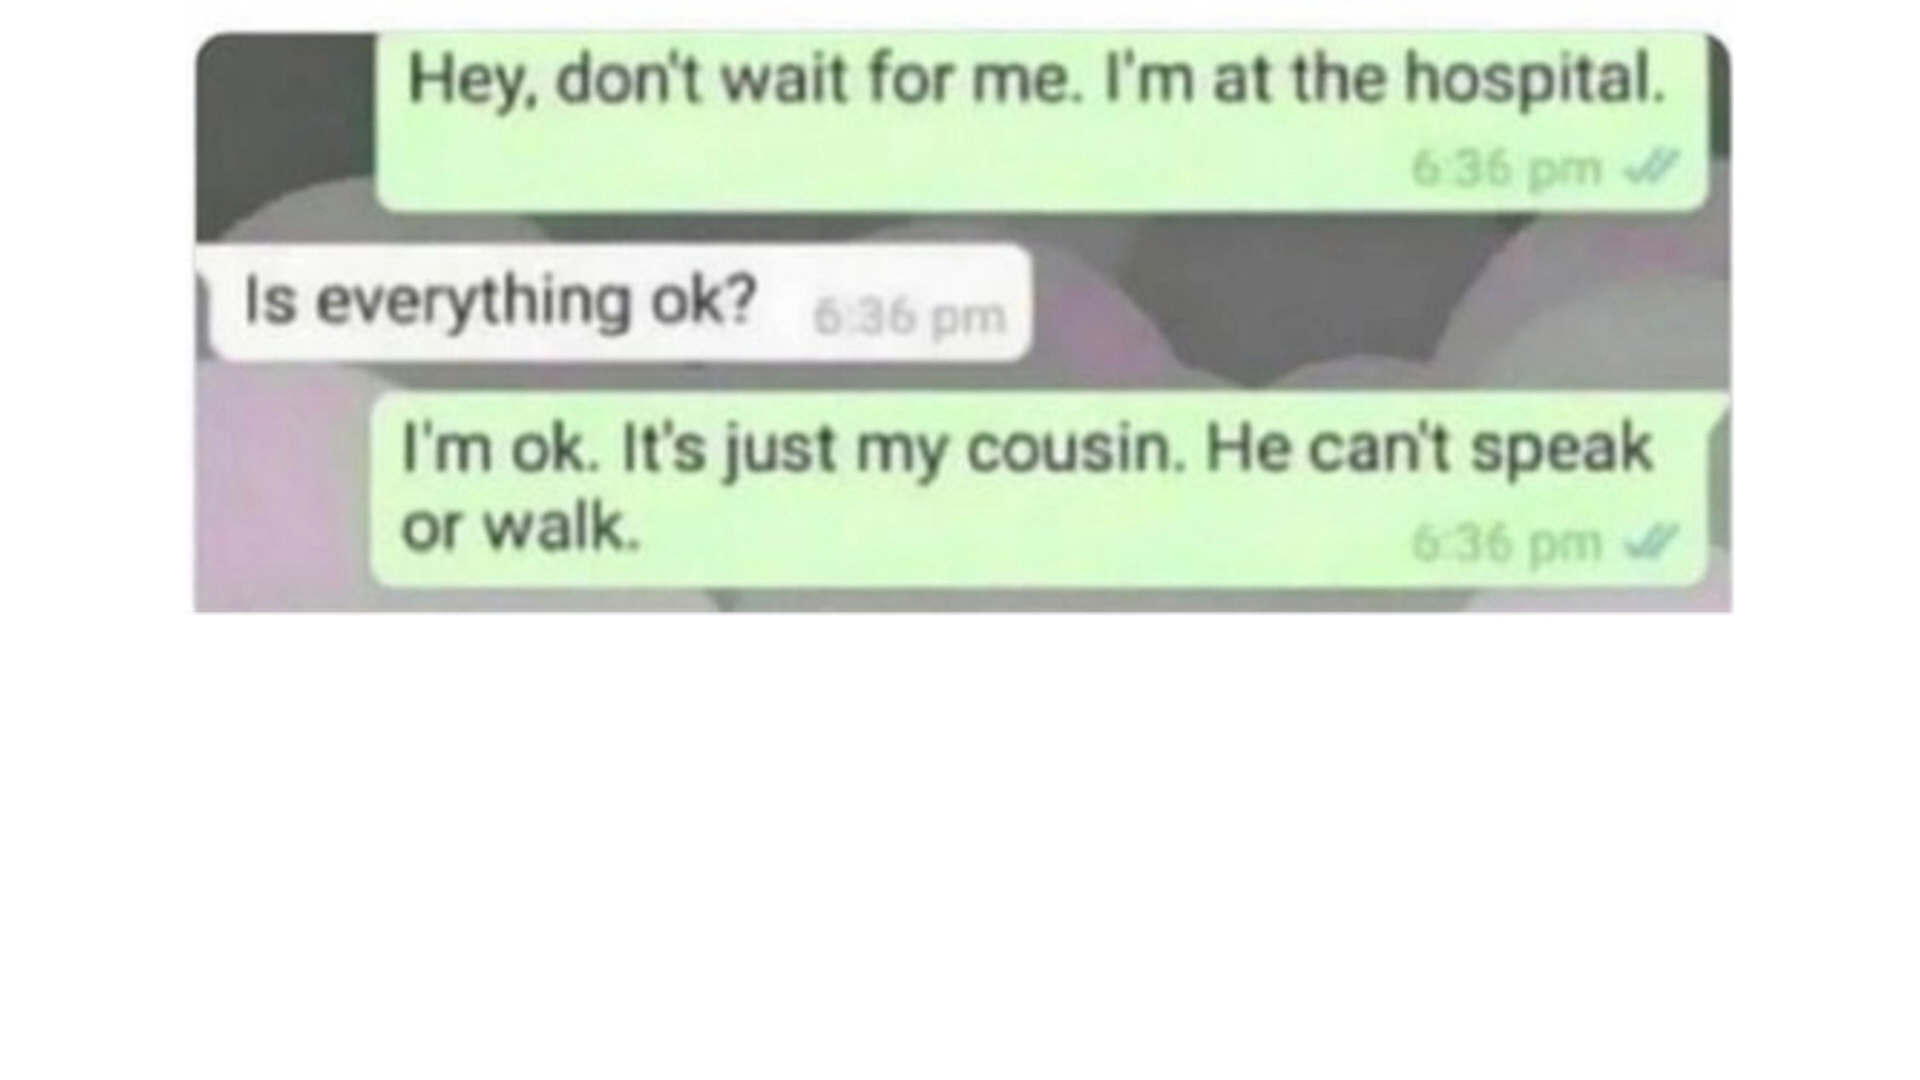 Hey, don't wait for me. I'm at the hospital.
6:36 pm
Is everything ok? 6:36 pm
I'm ok. It's just my cousin. He can't speak
or walk. 6:36 pm